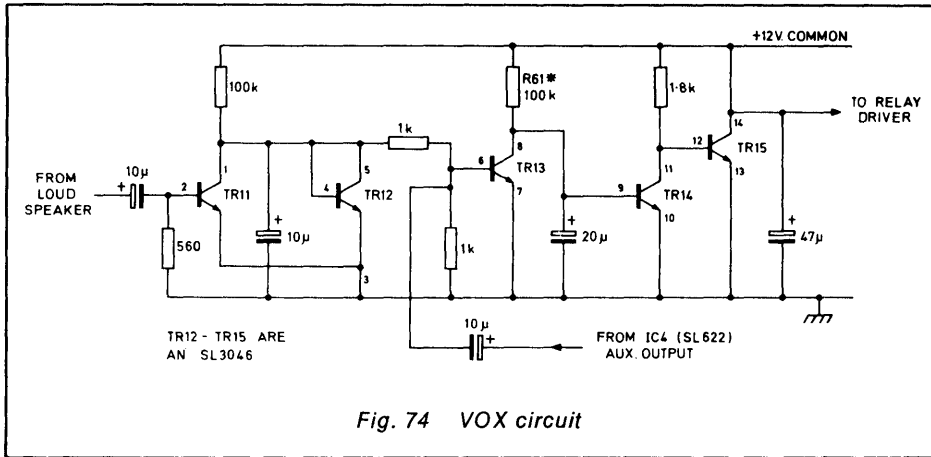 +12V. COMMON
100k
R61*
100k
1·8k
TO RELAY
DRIVER
1k
10µ
FROM
LOUD
SPEAKER
+
2
1
TR11
560
+
10µ
4
5
TR12
3
6
8
TR13
7
1k
9
11
TR14
10
+
20µ
12
14
TR15
13
+
47µ
TR12 - TR15 ARE
AN SL3046
10µ
+
FROM IC4 (SL622)
AUX. OUTPUT
Fig. 74 VOX circuit